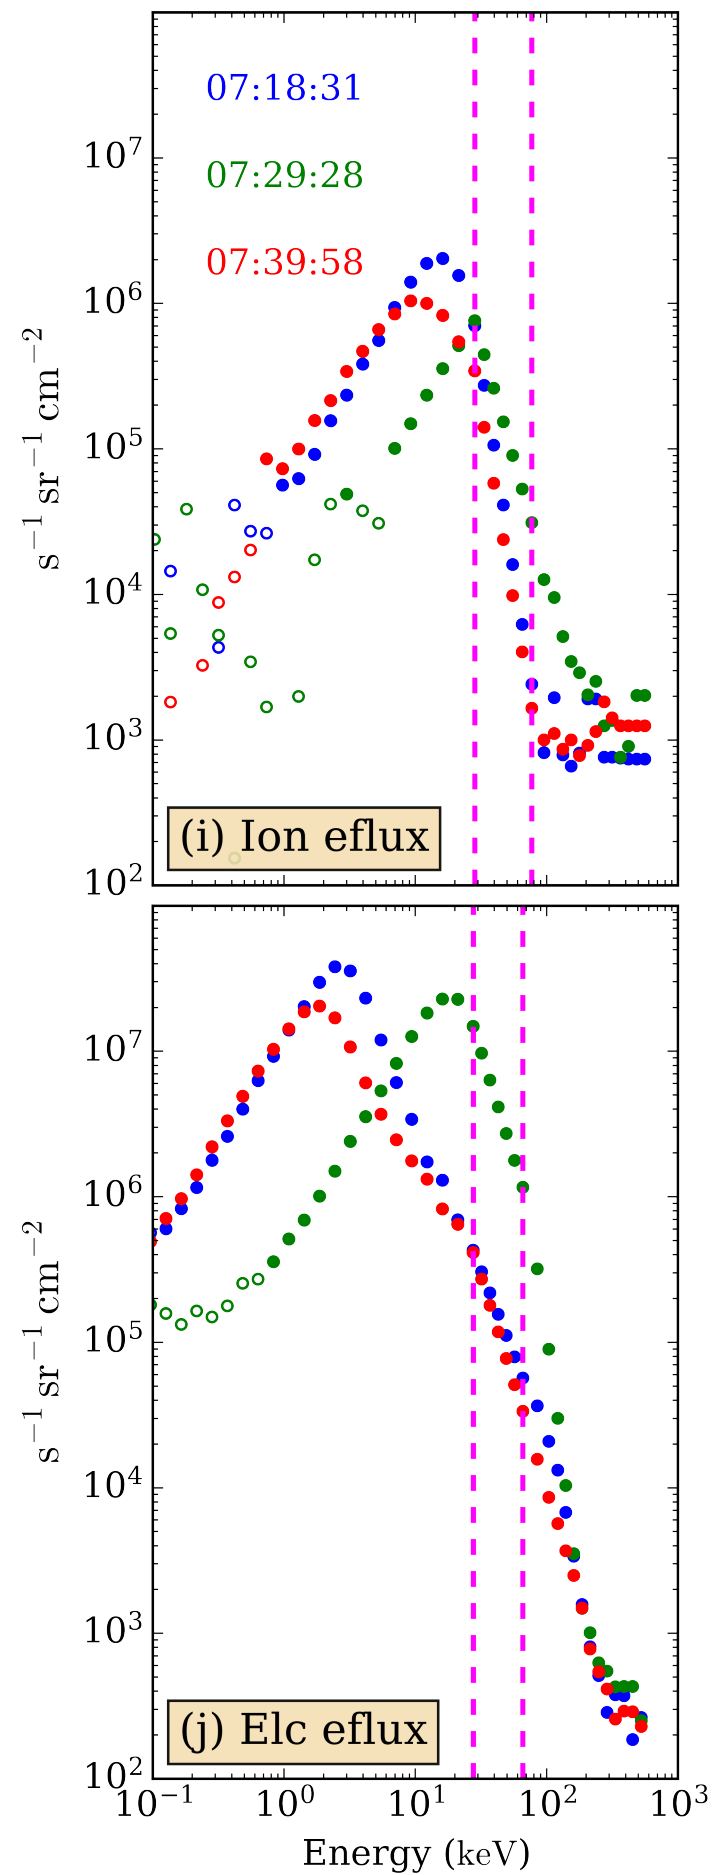 07:18:31
10⁷
07:29:28
07:39:58
10⁶
s⁻¹ sr⁻¹ cm⁻²
10⁵
10⁴
10³
(i) Ion eflux
10²
10⁷
10⁶
s⁻¹ sr⁻¹ cm⁻²
10⁵
10⁴
10³
(j) Elc eflux
10²
10⁻¹ 10⁰ 10¹ 10² 10³
Energy (keV)